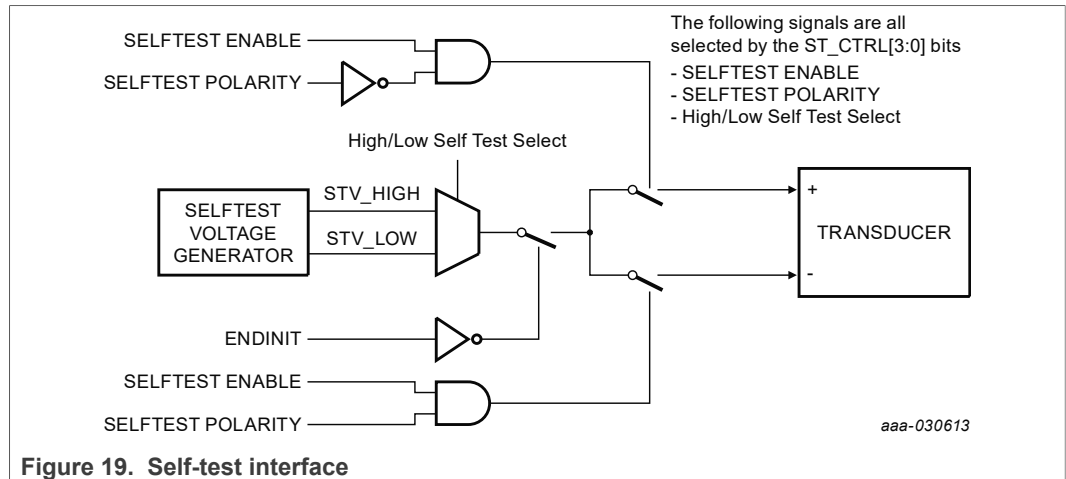 SELFTEST ENABLE
SELFTEST POLARITY
The following signals are all
selected by the ST_CTRL[3:0] bits
- SELFTEST ENABLE
- SELFTEST POLARITY
- High/Low Self Test Select
High/Low Self Test Select
SELFTEST
VOLTAGE
GENERATOR
STV_HIGH
STV_LOW
+
TRANSDUCER
-
ENDINIT
SELFTEST ENABLE
SELFTEST POLARITY
aaa-030613
Figure 19. Self-test interface